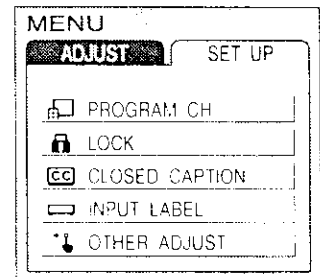 MENU
ADJUST SET UP
PROGRAM CH
LOCK
CC CLOSED CAPTION
INPUT LABEL
OTHER ADJUST